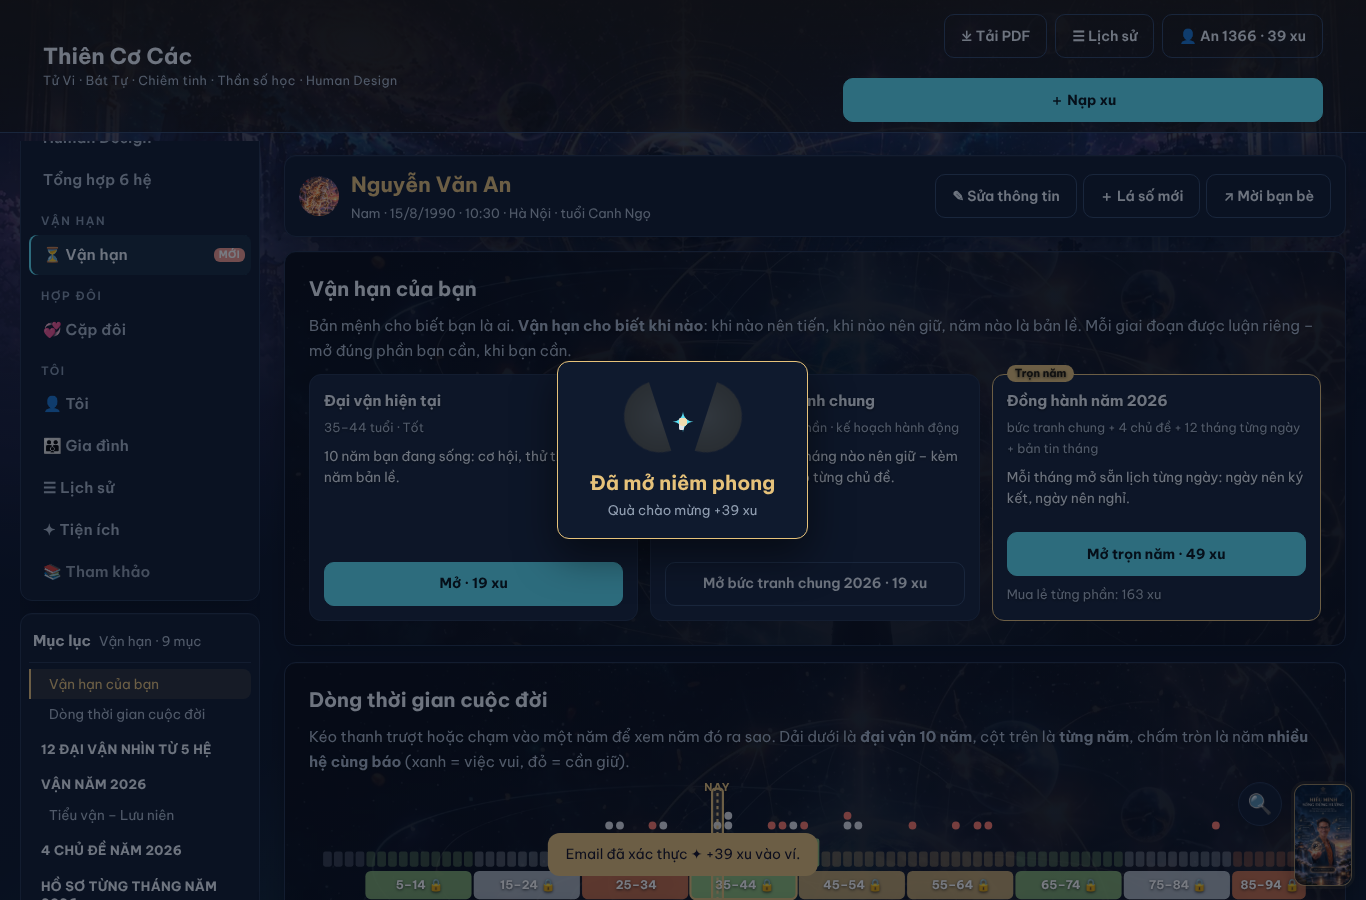 Thiên Cơ Các
Tử Vi · Bát Tự · Chiêm tinh · Thần số học · Human Design
Tải PDF
Lịch sử
An 1366 · 39 xu
+ Nạp xu
Human Design
Tổng hợp 6 hệ
VẬN HẠN
Vận hạn
MỚI
HỢP ĐÔI
Cặp đôi
TÔI
Tôi
Gia đình
Lịch sử
Tiện ích
Tham khảo
Mục lục Vận hạn · 9 mục
Vận hạn của bạn
Dòng thời gian cuộc đời
12 ĐẠI VẬN NHÌN TỪ 5 HỆ
VẬN NĂM 2026
Tiểu vận – Lưu niên
4 CHỦ ĐỀ NĂM 2026
HỒ SƠ TỪNG THÁNG NĂM
Nguyễn Văn An
Nam · 15/8/1990 · 10:30 · Hà Nội · tuổi Canh Ngọ
Sửa thông tin
+ Lá số mới
Mời bạn bè
Vận hạn của bạn
Bản mệnh cho biết bạn là ai. Vận hạn cho biết khi nào: khi nào nên tiến, khi nào nên giữ, năm nào là bản lề. Mỗi giai đoạn được luận riêng –
mở đúng phần bạn cần, khi bạn cần.
Đại vận hiện tại
35–44 tuổi · Tốt
10 năm bạn đang sống: cơ hội, thử t
năm bản lề.
Mở · 19 xu
nh chung
· kế hoạch hành động
háng nào nên giữ – kèm
từng chủ đề.
Mở bức tranh chung 2026 · 19 xu
Trọn năm
Đồng hành năm 2026
bức tranh chung + 4 chủ đề + 12 tháng từng ngày
+ bản tin tháng
Mỗi tháng mở sẵn lịch từng ngày: ngày nên ký
kết, ngày nên nghỉ.
Mở trọn năm · 49 xu
Mua lẻ từng phần: 163 xu
Đã mở niêm phong
Quà chào mừng +39 xu
Dòng thời gian cuộc đời
Kéo thanh trượt hoặc chạm vào một năm để xem năm đó ra sao. Dải dưới là đại vận 10 năm, cột trên là từng năm, chấm tròn là năm nhiều
hệ cùng báo (xanh = việc vui, đỏ = cần giữ).
NAY
Email đã xác thực ✦ +39 xu vào ví.
5–14
15–24
25–34
35–44
45–54
55–64
65–74
75–84
85–94